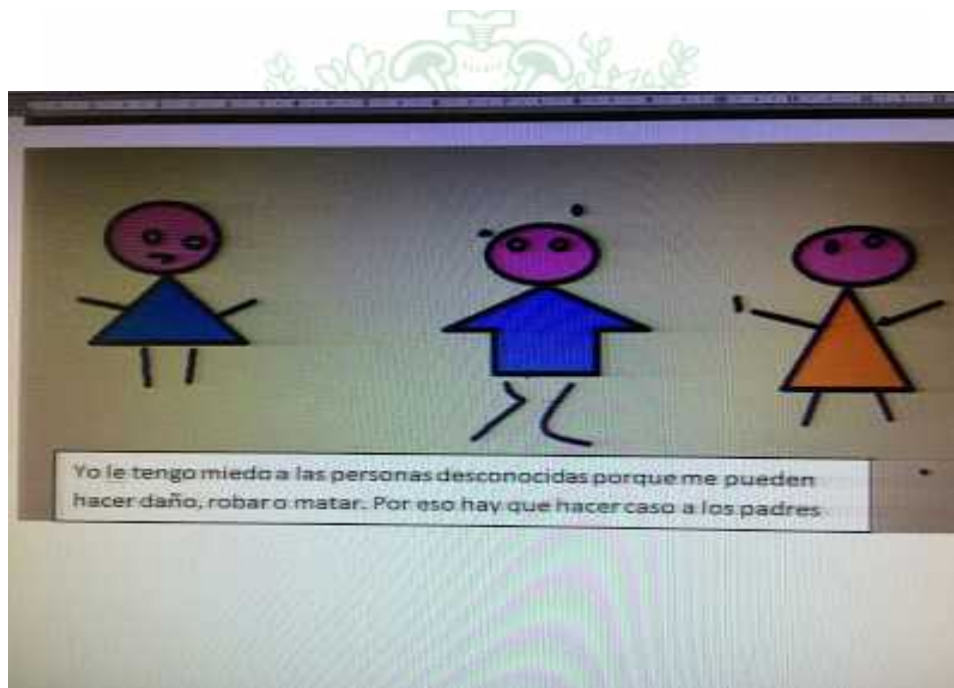 Yo le tengo miedo a las personas desconocidas porque me pueden
hacer daño, robar o matar. Por eso hay que hacer caso a los padres